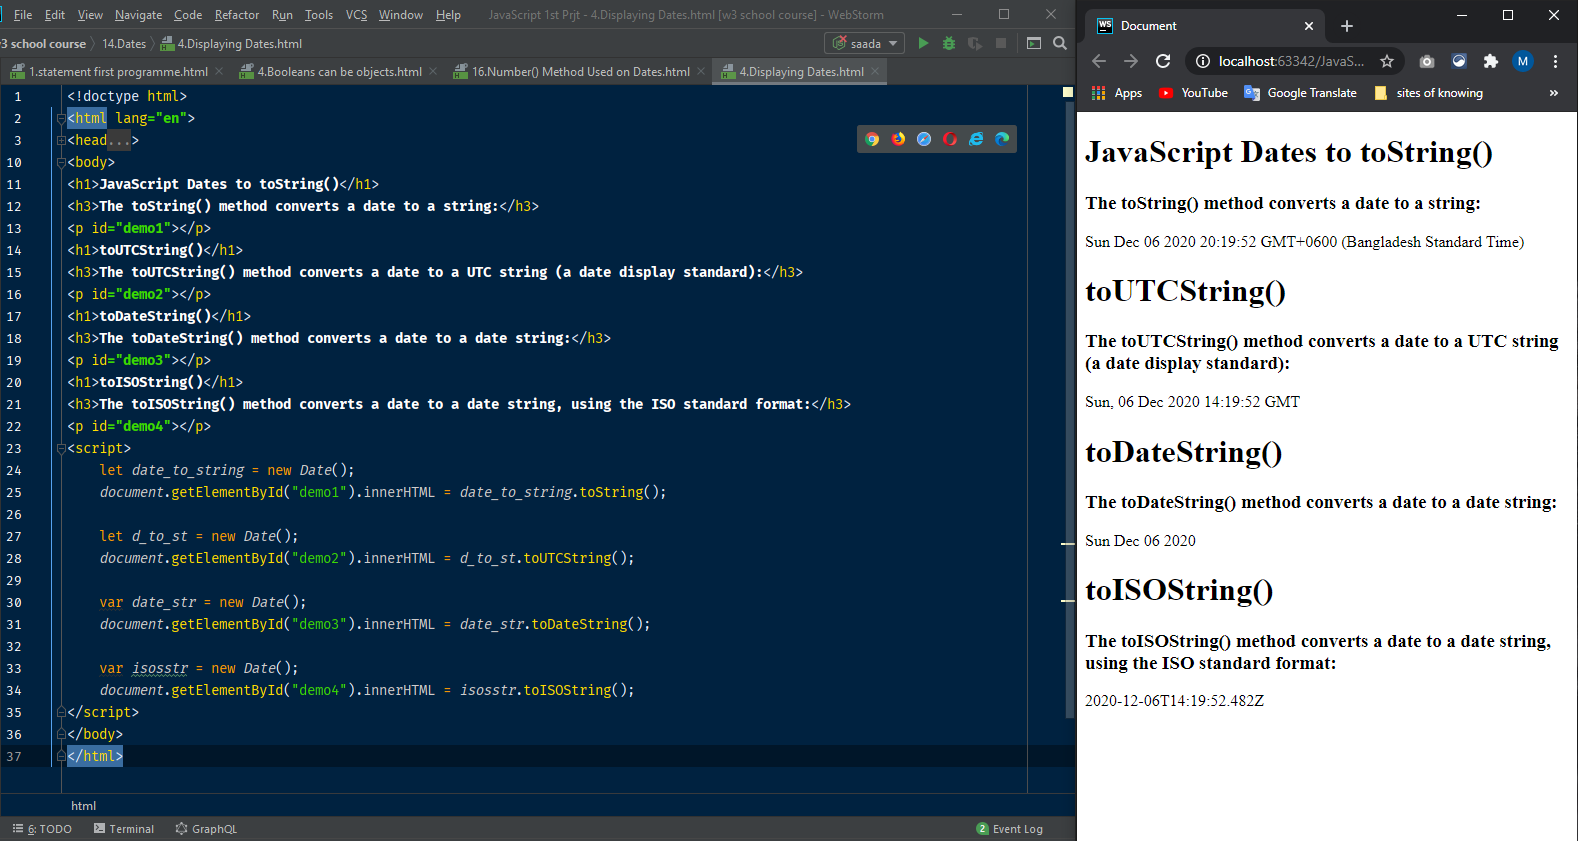 File Edit View Navigate Code Refactor Run Tools VCS Window Help JavaScript 1st Prjt - 4.Displaying Dates.html [w3 school course] - WebStorm
3 school course 14.Dates 4.Displaying Dates.html saada
1.statement first programme.html 4.Booleans can be objects.html 16.Number() Method Used on Dates.html 4.Displaying Dates.html
1 <!doctype html>
2 <html lang="en">
3 <head...>
10 <body>
11 <h1>JavaScript Dates to toString()</h1>
12 <h3>The toString() method converts a date to a string:</h3>
13 <p id="demo1"></p>
14 <h1>toUTCString()</h1>
15 <h3>The toUTCString() method converts a date to a UTC string (a date display standard):</h3>
16 <p id="demo2"></p>
17 <h1>toDateString()</h1>
18 <h3>The toDateString() method converts a date to a date string:</h3>
19 <p id="demo3"></p>
20 <h1>toISOString()</h1>
21 <h3>The toISOString() method converts a date to a date string, using the ISO standard format:</h3>
22 <p id="demo4"></p>
23 <script>
24 let date_to_string = new Date();
25 document.getElementById("demo1").innerHTML = date_to_string.toString();
26
27 let d_to_st = new Date();
28 document.getElementById("demo2").innerHTML = d_to_st.toUTCString();
29
30 var date_str = new Date();
31 document.getElementById("demo3").innerHTML = date_str.toDateString();
32
33 var isosstr = new Date();
34 document.getElementById("demo4").innerHTML = isosstr.toISOString();
35 </script>
36 </body>
37 </html>
html
6: TODO Terminal GraphQL 2 Event Log
WS Document
localhost:63342/JavaS... M
Apps YouTube Google Translate sites of knowing »
JavaScript Dates to toString()
The toString() method converts a date to a string:
Sun Dec 06 2020 20:19:52 GMT+0600 (Bangladesh Standard Time)
toUTCString()
The toUTCString() method converts a date to a UTC string
(a date display standard):
Sun, 06 Dec 2020 14:19:52 GMT
toDateString()
The toDateString() method converts a date to a date string:
Sun Dec 06 2020
toISOString()
The toISOString() method converts a date to a date string,
using the ISO standard format:
2020-12-06T14:19:52.482Z